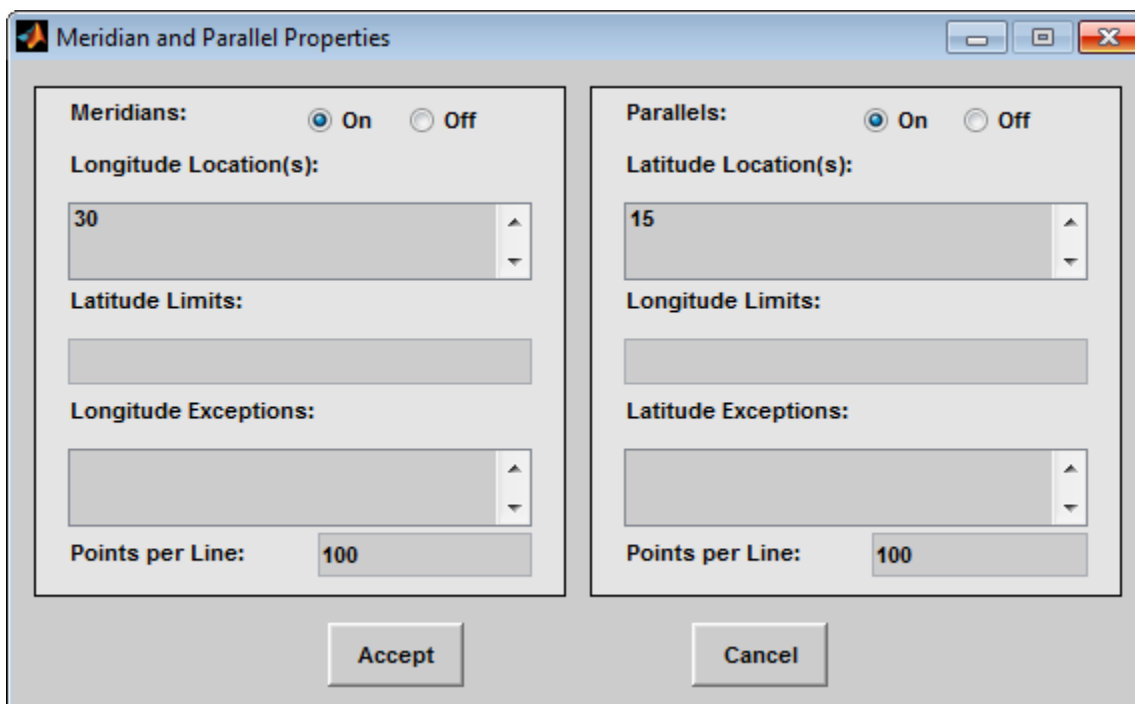 Meridian and Parallel Properties
Meridians: On Off
Longitude Location(s):
30
Latitude Limits:
Longitude Exceptions:
Points per Line: 100
Parallels: On Off
Latitude Location(s):
15
Longitude Limits:
Latitude Exceptions:
Points per Line: 100
Accept
Cancel